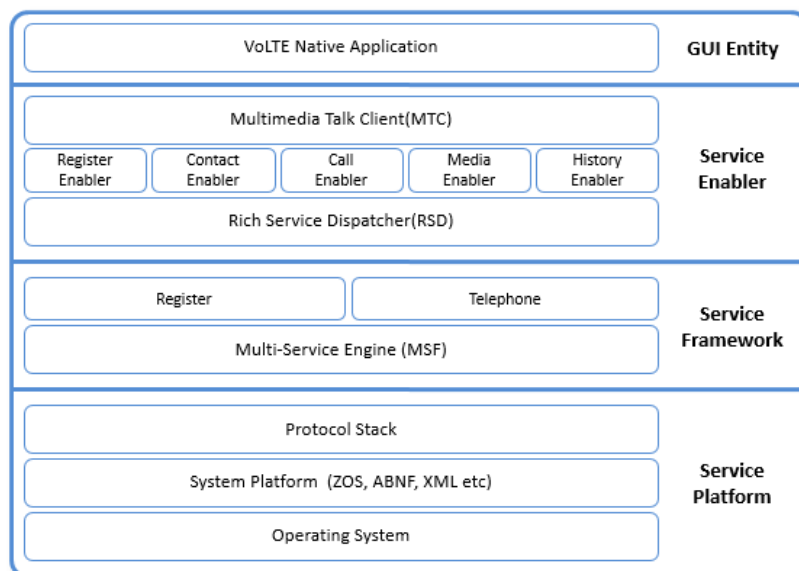 VoLTE Native Application
GUI Entity
Multimedia Talk Client(MTC)
Register
Enabler
Contact
Enabler
Call
Enabler
Media
Enabler
History
Enabler
Rich Service Dispatcher(RSD)
Service
Enabler
Register
Telephone
Multi-Service Engine (MSF)
Service
Framework
Protocol Stack
System Platform (ZOS, ABNF, XML etc)
Operating System
Service
Platform